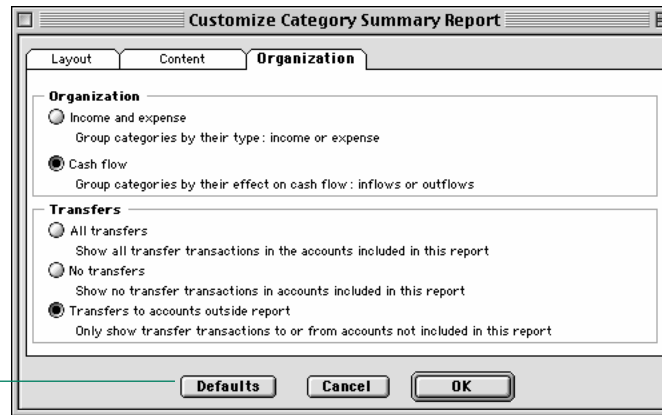 Customize Category Summary Report
Layout Content Organization
Organization
Income and expense
Group categories by their type: income or expense
Cash flow
Group categories by their effect on cash flow: inflows or outflows
Transfers
All transfers
Show all transfer transactions in the accounts included in this report
No transfers
Show no transfer transactions in accounts included in this report
Transfers to accounts outside report
Only show transfer transactions to or from accounts not included in this report
Defaults Cancel OK